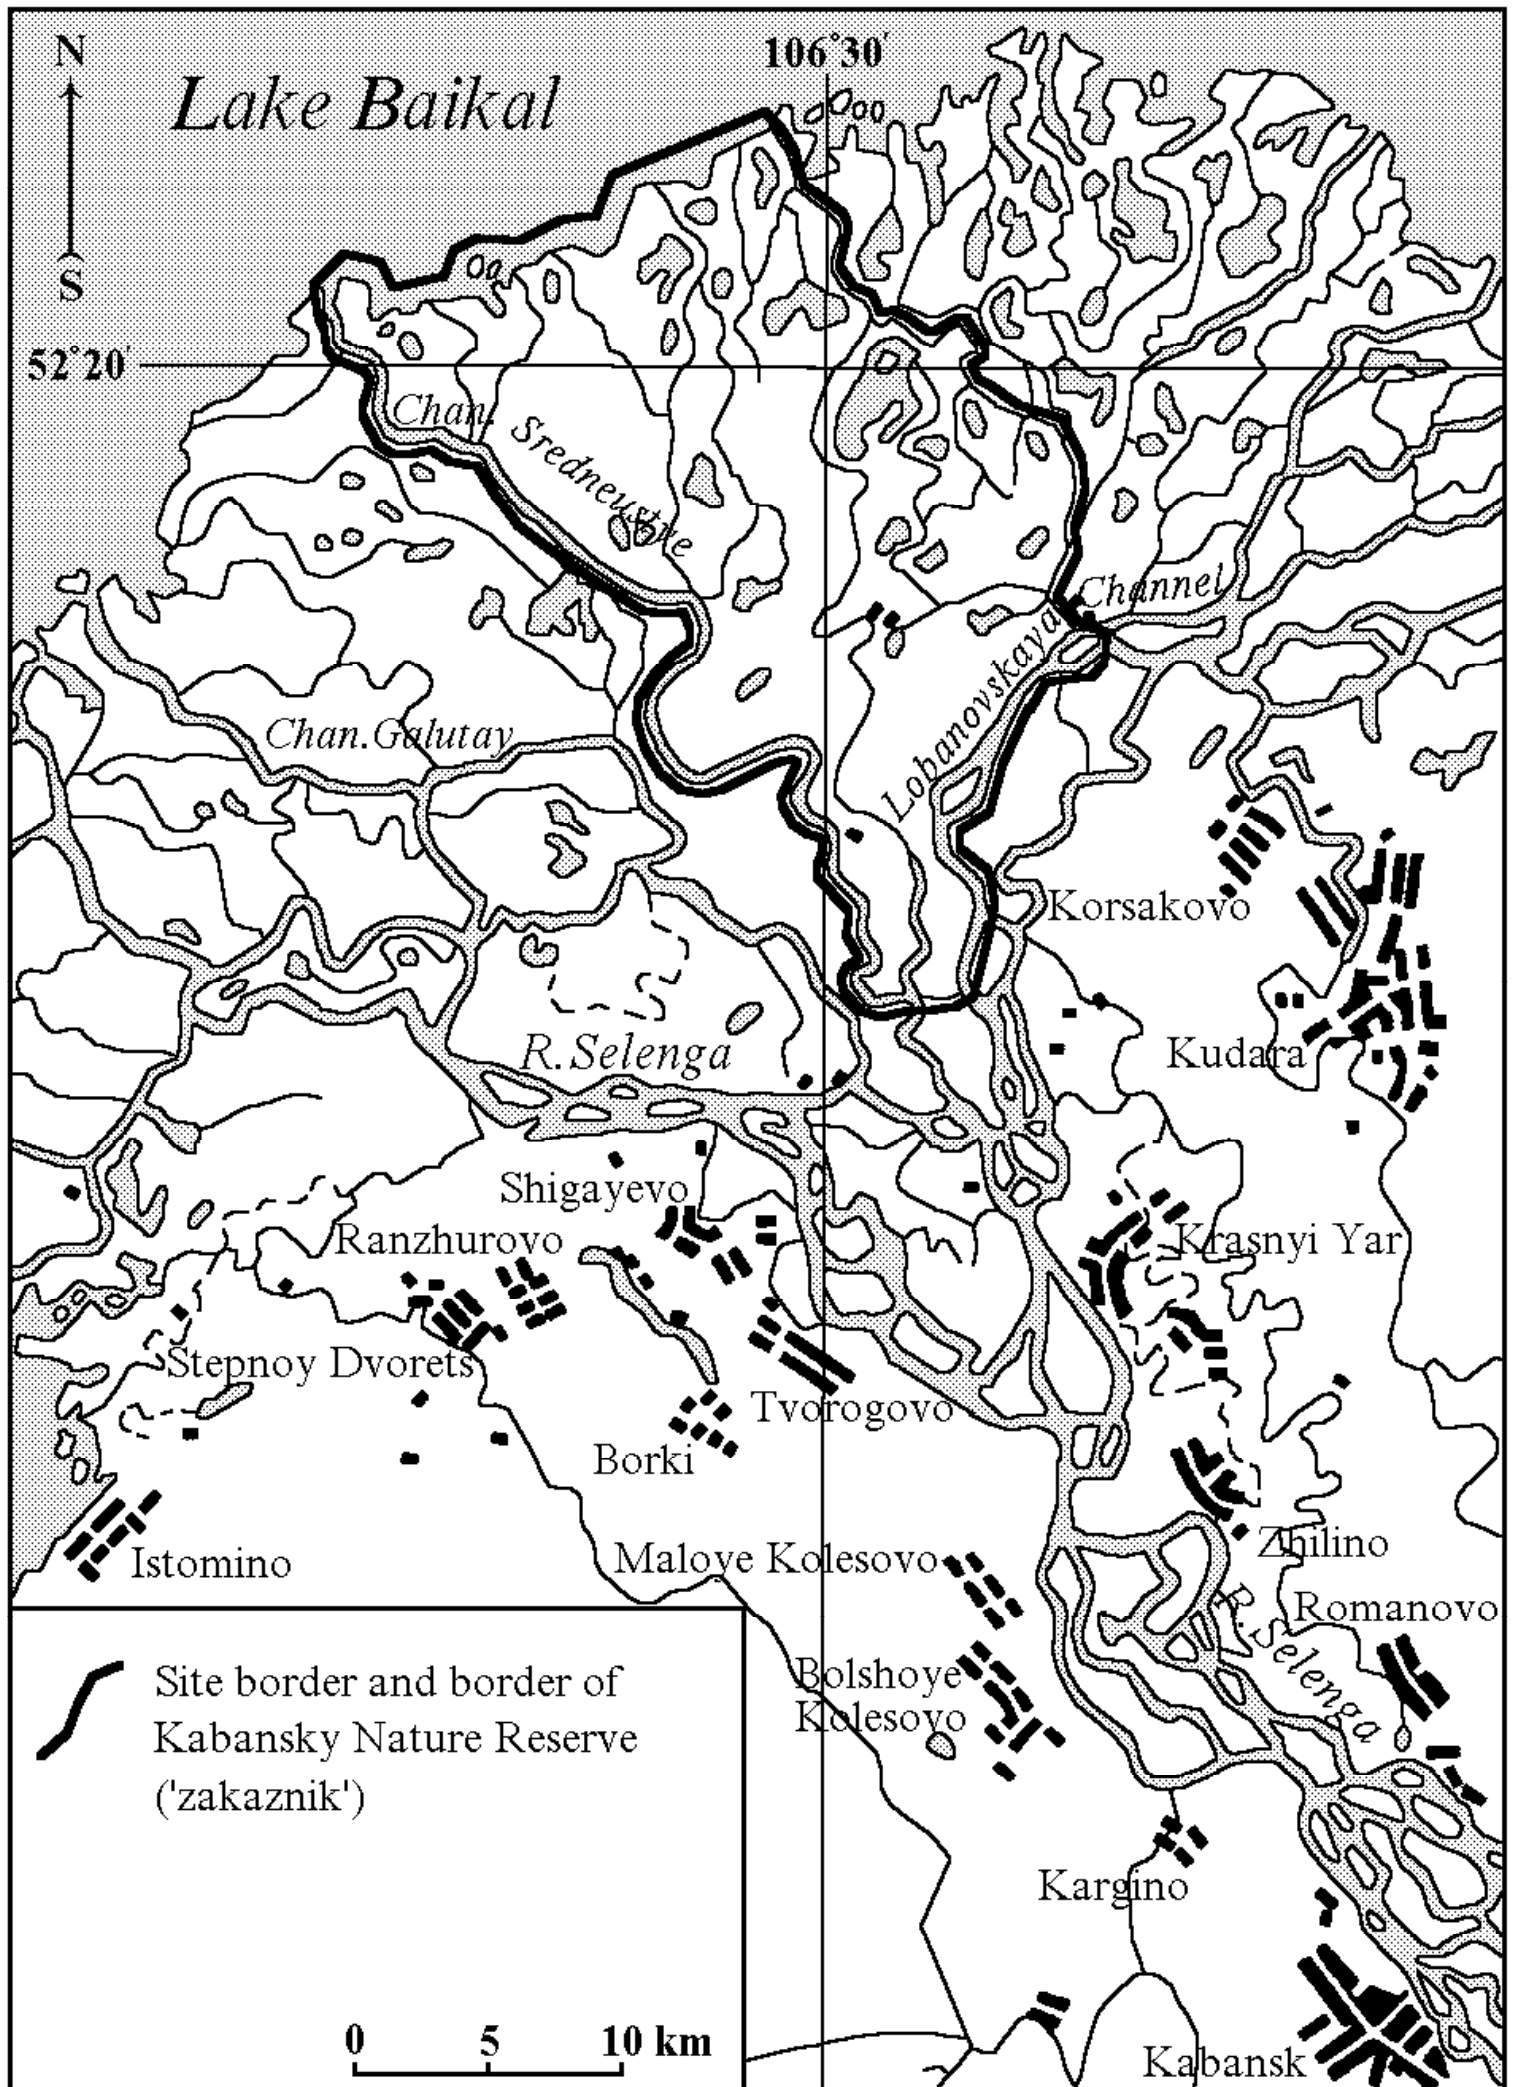 N
Lake Baikal
106°30'
S
52°20'
Chan. Sredneustye
Channel
Lobanovskaya
Chan. Galutay
Korsakovo
R. Selenga
Kudara
Shigayevo
Ranzhurovo
Krasnyi Yar
Stepnoy Dvorets
Tvorogovo
Borki
Istomino
Maloye Kolesovo
Zhilino
R. Selenga
Romanovo
Bolshoye
Kolesovo
Site border and border of
Kabansky Nature Reserve
('zakaznik')
Kargino
0 5 10 km
Kabansk